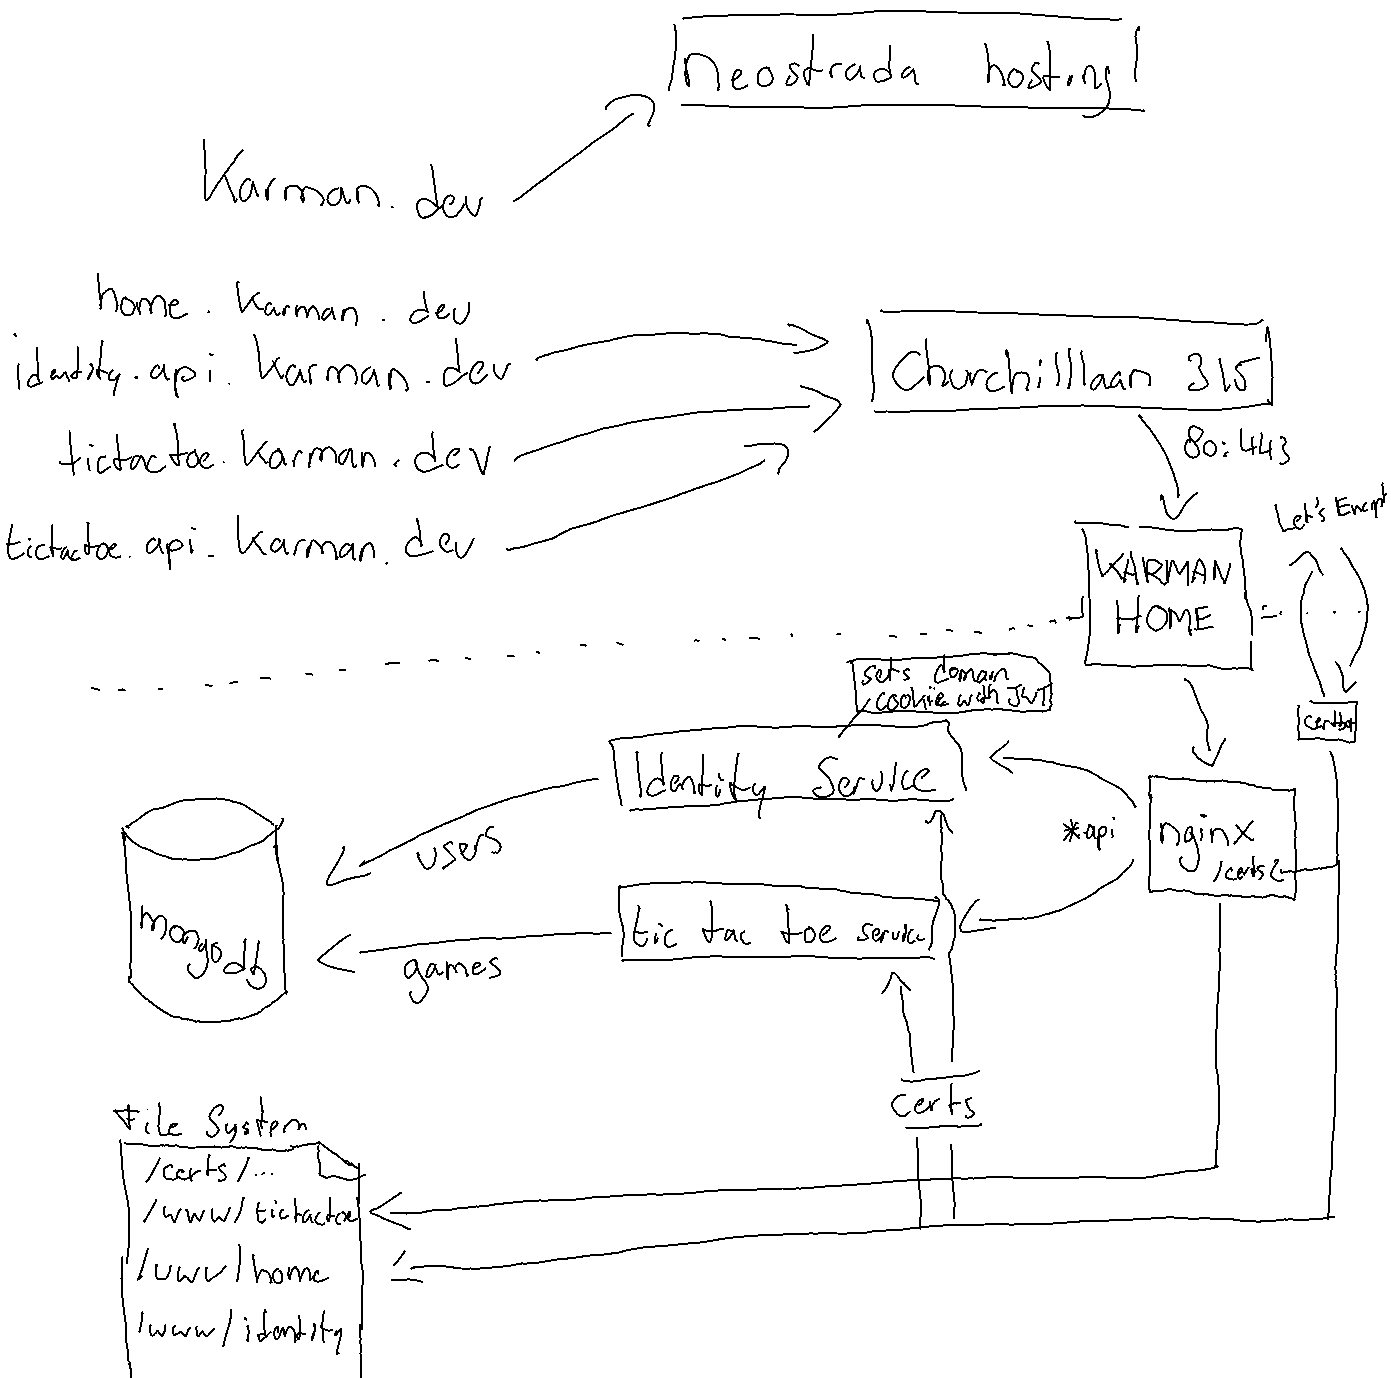 neostrada hosting
Karman.dev
home.karman.dev
identity.api.karman.dev
Churchilllaan 315
80:443
tictactoe.karman.dev
Let's Encrypt
tictactoe.api.karman.dev
KARMAN
HOME
sets domain
cookie with JWT
certbot
Identity Service
*api
nginx
/certs
users
tic tac toe service
mongo db
games
certs
File System
/certs/...
/www/tictactoe
/www/home
/www/identity